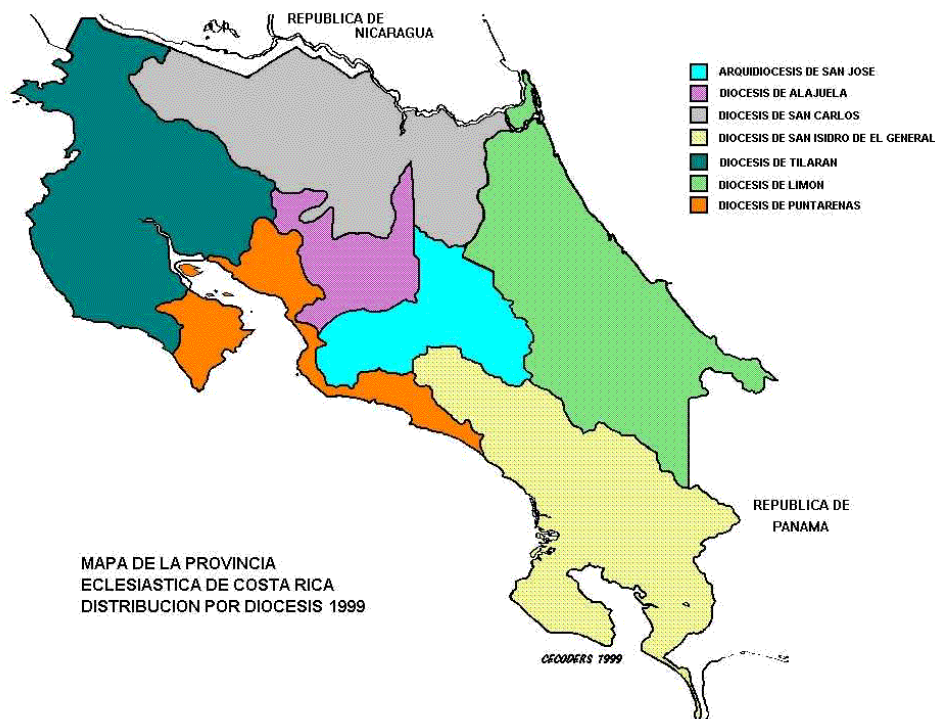 REPUBLICA DE
NICARAGUA
ARQUIDIOCESIS DE SAN JOSE
DIOCESIS DE ALAJUELA
DIOCESIS DE SAN CARLOS
DIOCESIS DE SAN ISIDRO DE EL GENERAL
DIOCESIS DE TILARAN
DIOCESIS DE LIMON
DIOCESIS DE PUNTARENAS
REPUBLICA DE
PANAMA
MAPA DE LA PROVINCIA
ECLESIASTICA DE COSTA RICA
DISTRIBUCION POR DIOCESIS 1999
CECODERS 1999